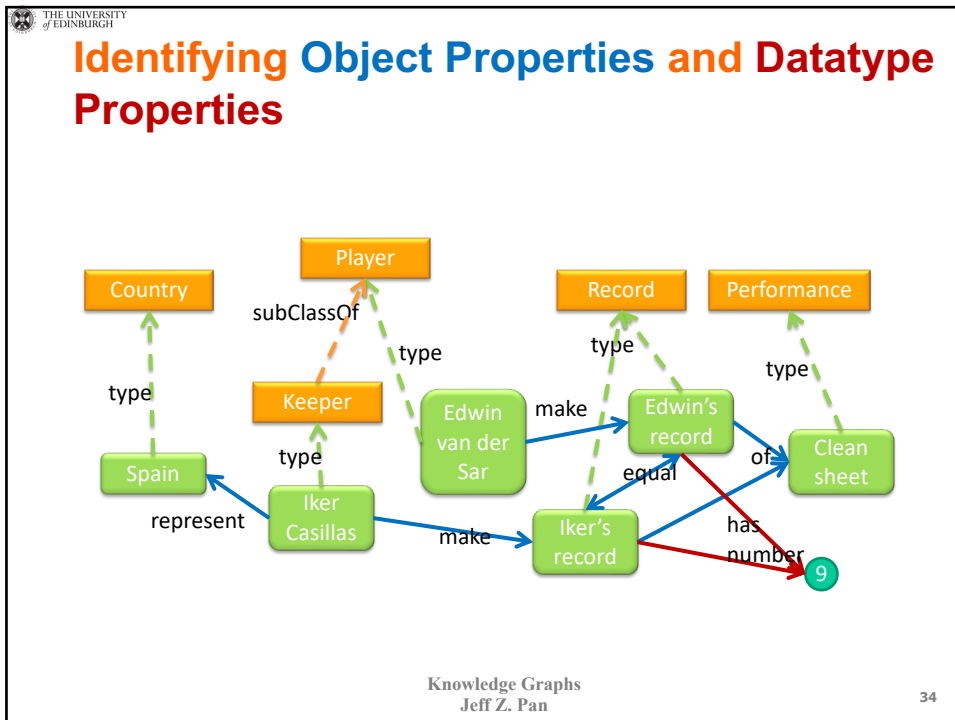 THE UNIVERSITY
of EDINBURGH
Identifying Object Properties and Datatype
Properties
Player
Country
Record
Performance
subClassOf
type
type
type
type
Keeper
Edwin
van der
Sar
make
Edwin's
record
Clean
sheet
Spain
type
equal
of
represent
Iker
Casillas
make
Iker's
record
has
number
9
Knowledge Graphs
Jeff Z. Pan
34